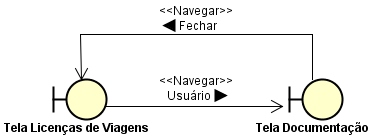 <<Navegar>>
Fechar
<<Navegar>>
Usuário
Tela Licenças de Viagens
Tela Documentação